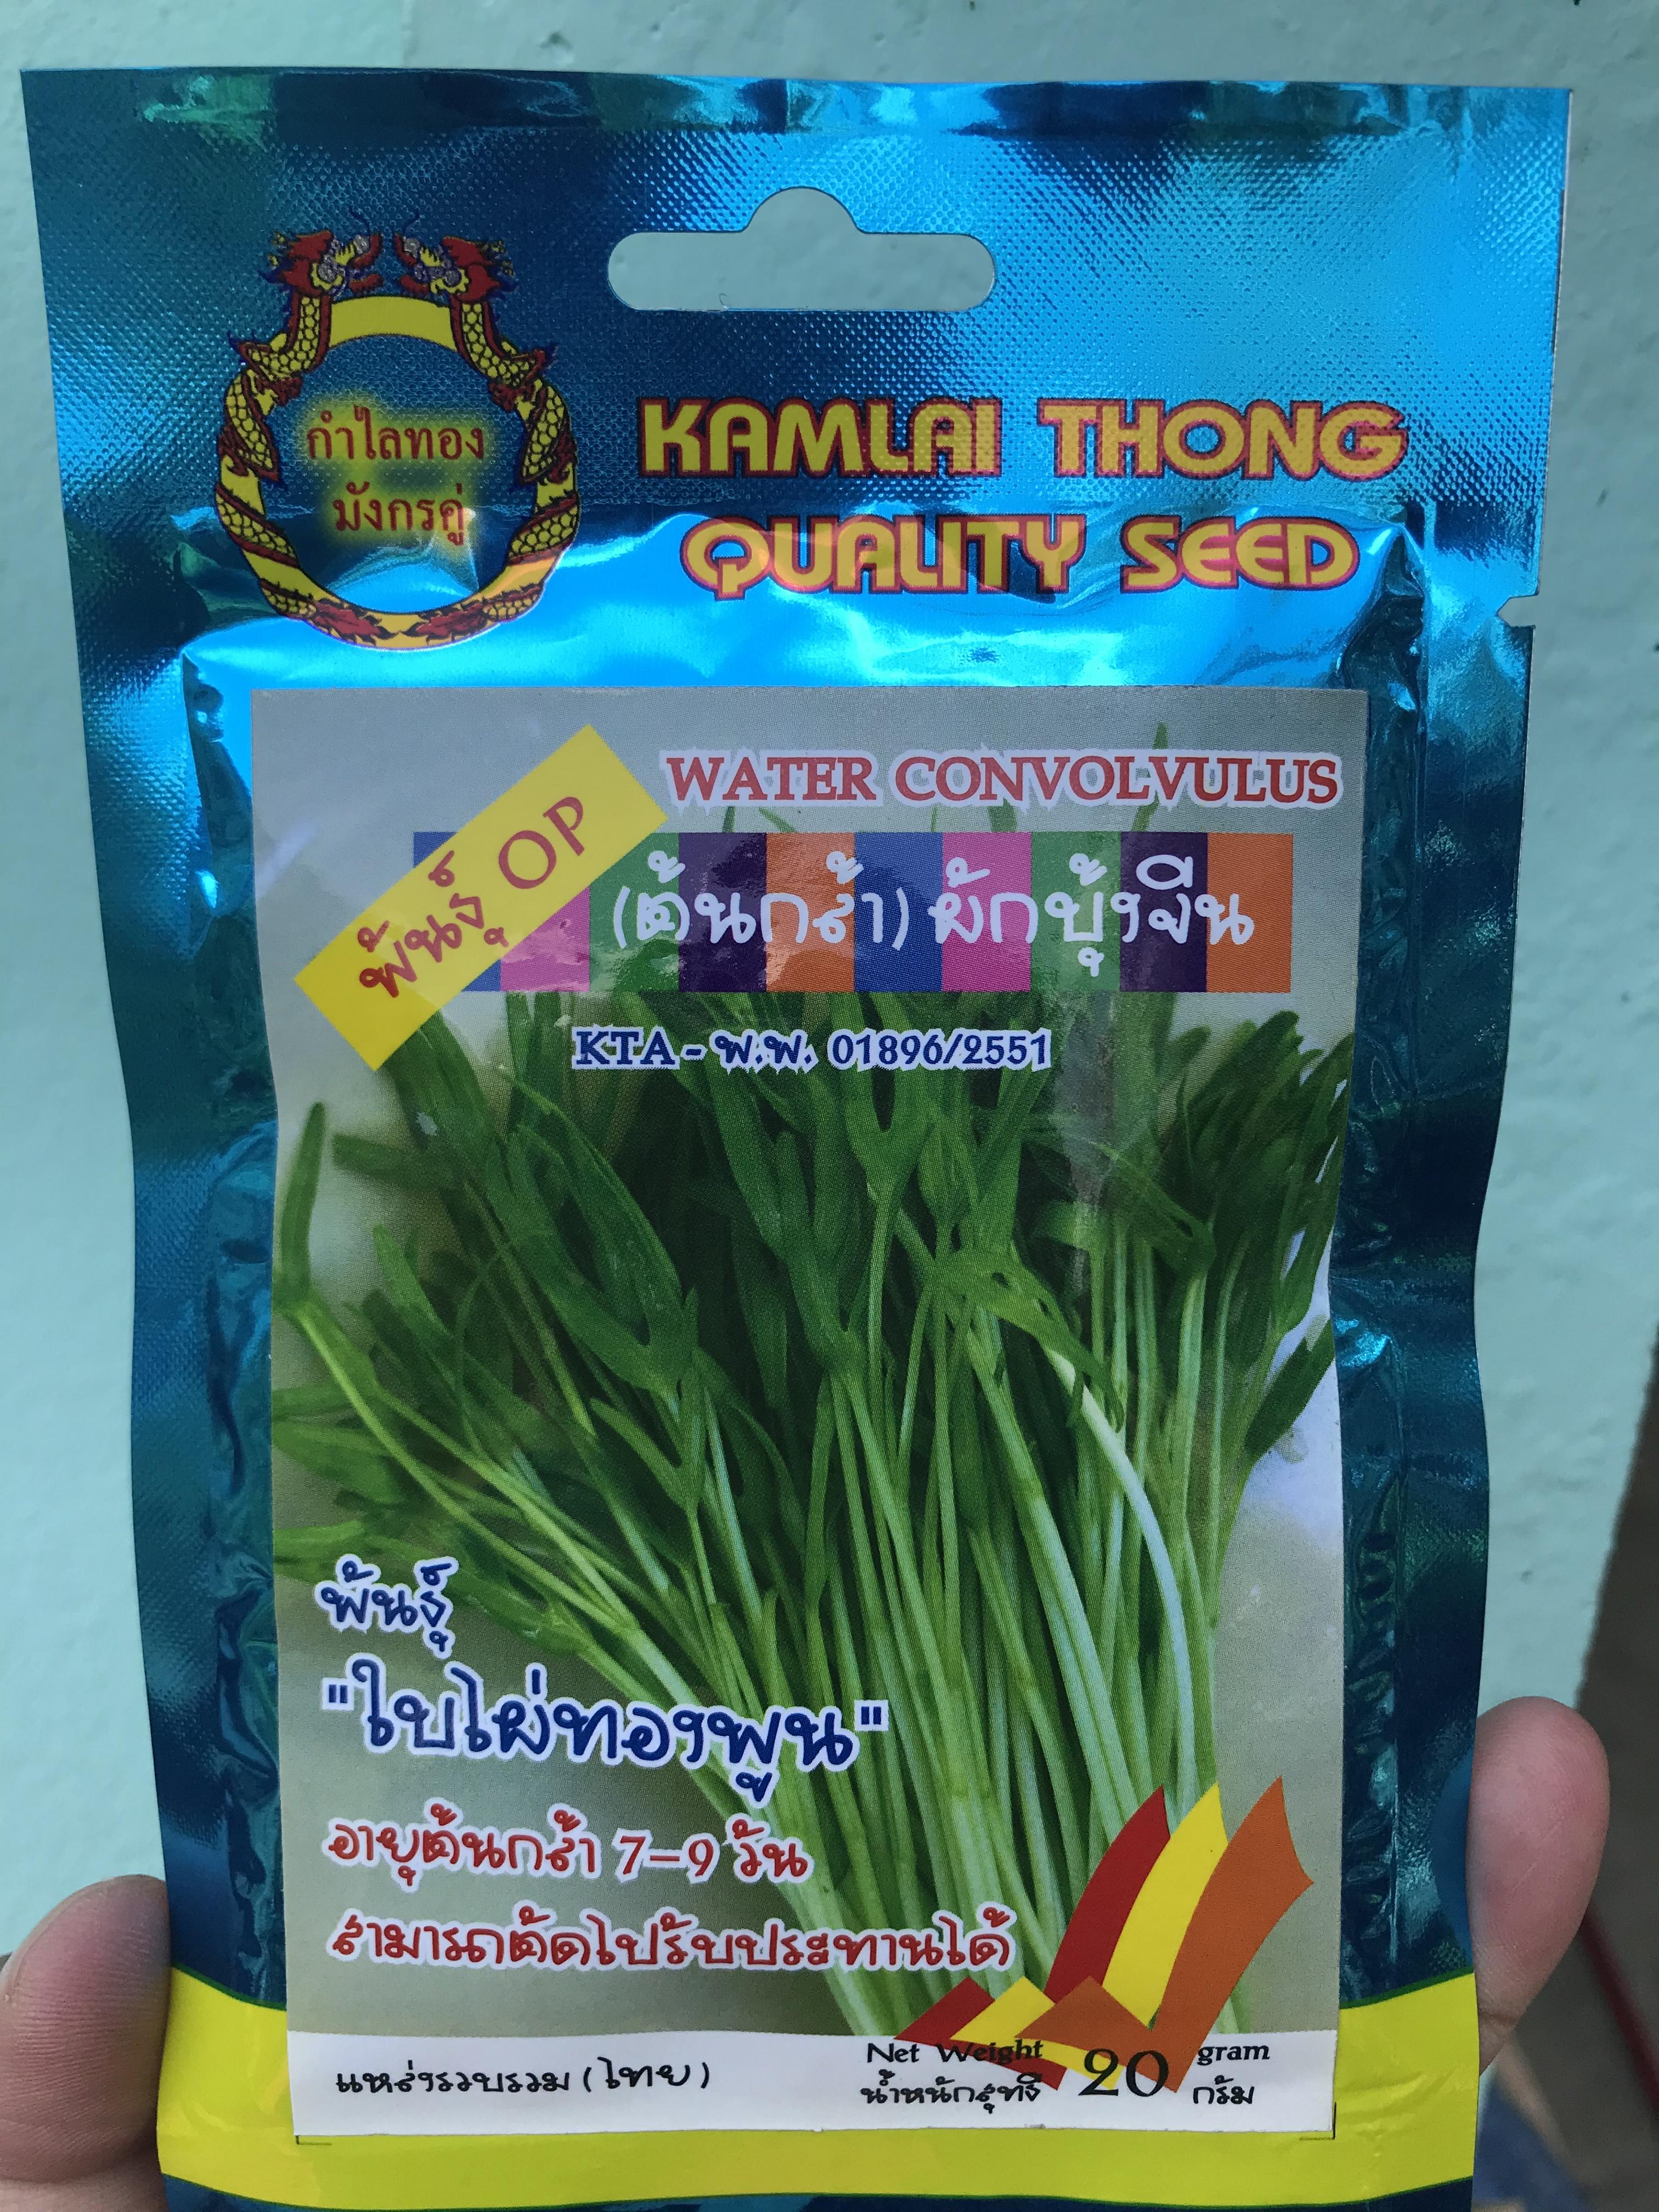 กำไลทอง
มังกรคู่
KAMLAI THONG
QUALITY SEED
WATER CONVOLVULUS
พันธุ์ OP
(ต้นกล้า) ผักบุ้งจีน
KTA - พ.พ. 01896/2551
พันธุ์
"ใบไผ่ทองพูน"
อายุต้นกล้า 7-9 วัน
สามารถตัดไปรับประทานได้
แหล่งรวบรวม (ไทย)
Net Weight 20 gram
น้ำหนักสุทธิ กรัม